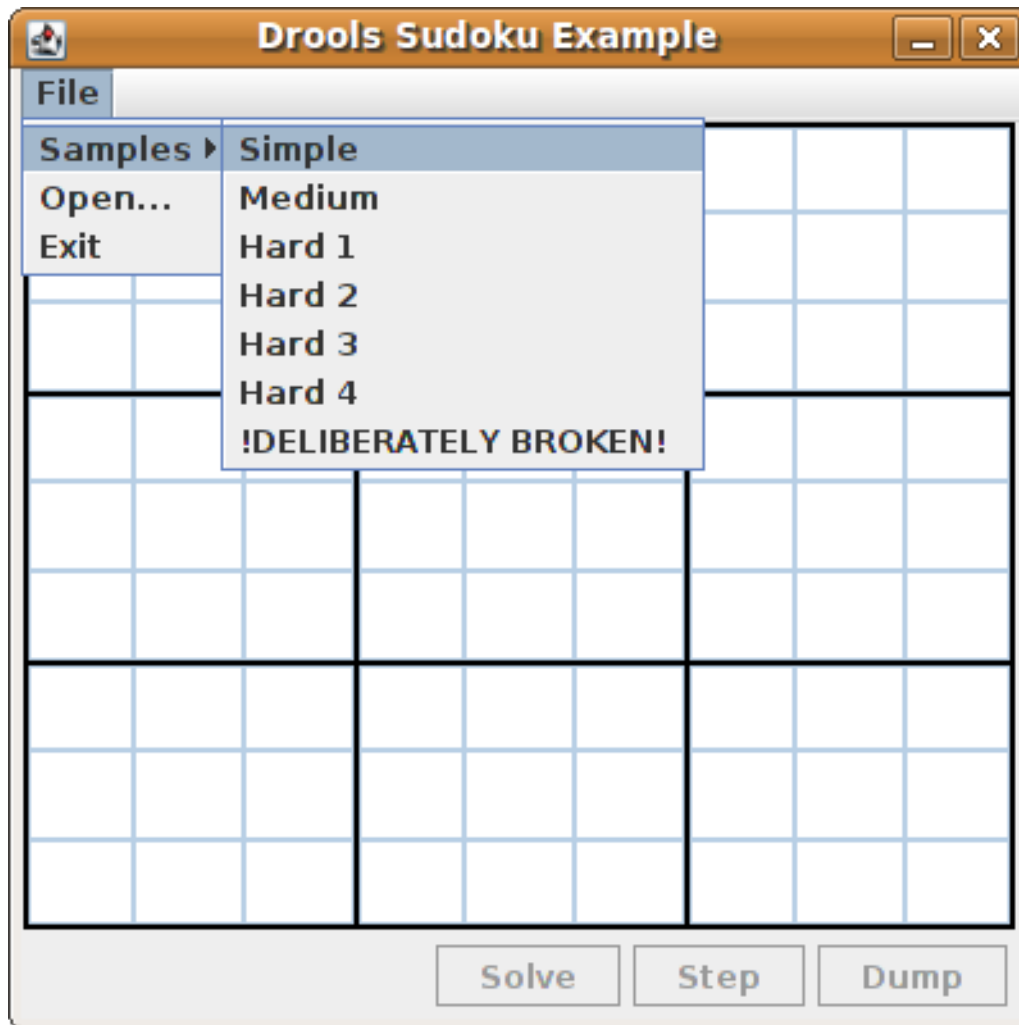 Drools Sudoku Example
File
Samples
Open...
Exit
Simple
Medium
Hard 1
Hard 2
Hard 3
Hard 4
!DELIBERATELY BROKEN!
Solve
Step
Dump